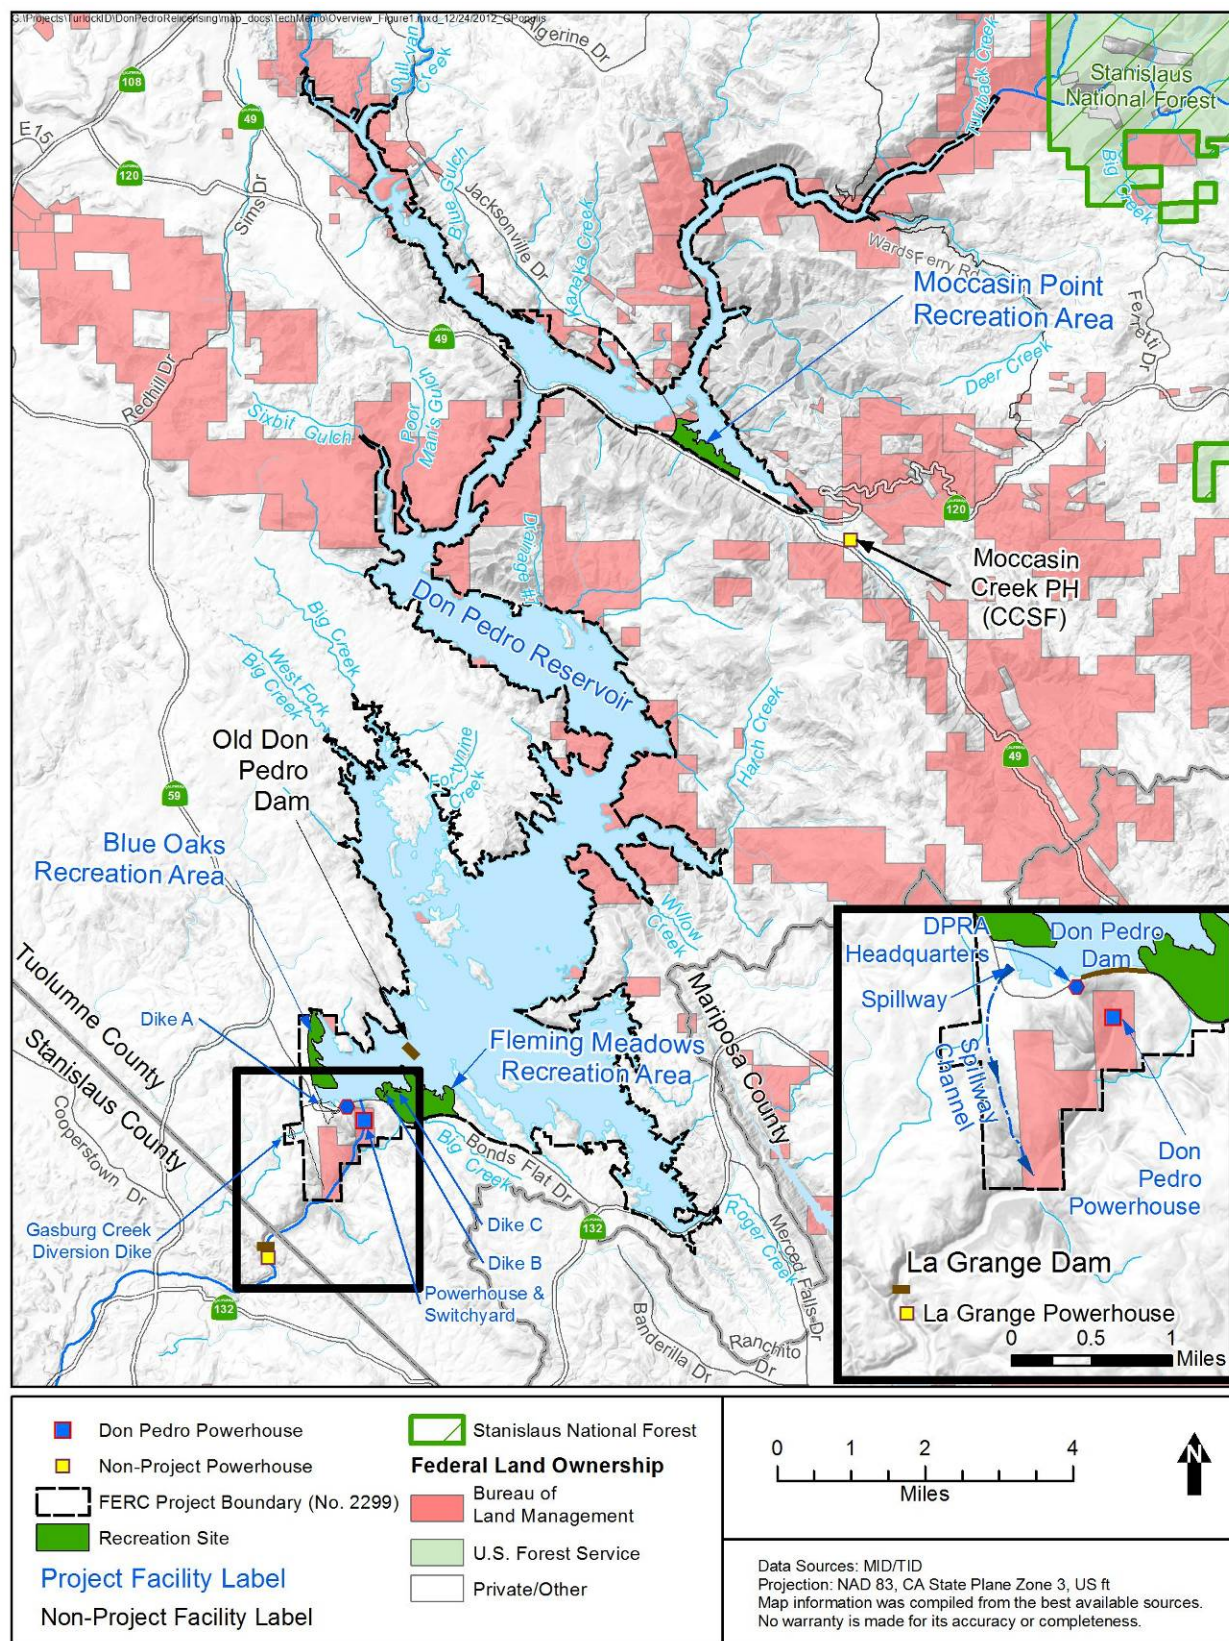 G:\Projects\TurlockID\DonPedroRelicensing\map_docs\TechMemo\Overview_Figure1.mxd_12/24/2012_GPoppils
Algerine Dr
Sullivan
Creek
Turnback Creek
Stanislaus
National Forest
108
49
E15
120
Sims Dr
Blue Gulch
Jacksonville Dr
Kanaka Creek
Big
Creek
Wards Ferry Rd
Moccasin Point
Recreation Area
Ferretti Dr
49
Deer Creek
Redhill Dr
Sixbit Gulch
Poor
Man's Gulch
120
Drainage #
Moccasin
Creek PH
(CCSF)
Don Pedro Reservoir
Big Creek
West Fork
Big Creek
Hatch Creek
Old Don
Pedro
Dam
Fortynine
Creek
49
59
Blue Oaks
Recreation Area
Willow
Creek
Tuolumne County
Stanislaus County
Mariposa County
Dike A
Fleming Meadows
Recreation Area
Cooperstown Dr
Big Creek
Bonds Flat Dr
Gasburg Creek
Diversion Dike
Dike C
Dike B
Powerhouse &
Switchyard
132
132
Roger Creek
Merced Falls Dr
Banderilla Dr
Ranchito
Dr
DPRA
Headquarters
Don Pedro
Dam
Spillway
Spillway
Channel
Don
Pedro
Powerhouse
La Grange Dam
La Grange Powerhouse
0 0.5 1
Miles
Don Pedro Powerhouse
Non-Project Powerhouse
FERC Project Boundary (No. 2299)
Recreation Site
Project Facility Label
Non-Project Facility Label
Stanislaus National Forest
Federal Land Ownership
Bureau of
Land Management
U.S. Forest Service
Private/Other
0 1 2 4
Miles
N
Data Sources: MID/TID
Projection: NAD 83, CA State Plane Zone 3, US ft
Map information was compiled from the best available sources.
No warranty is made for its accuracy or completeness.